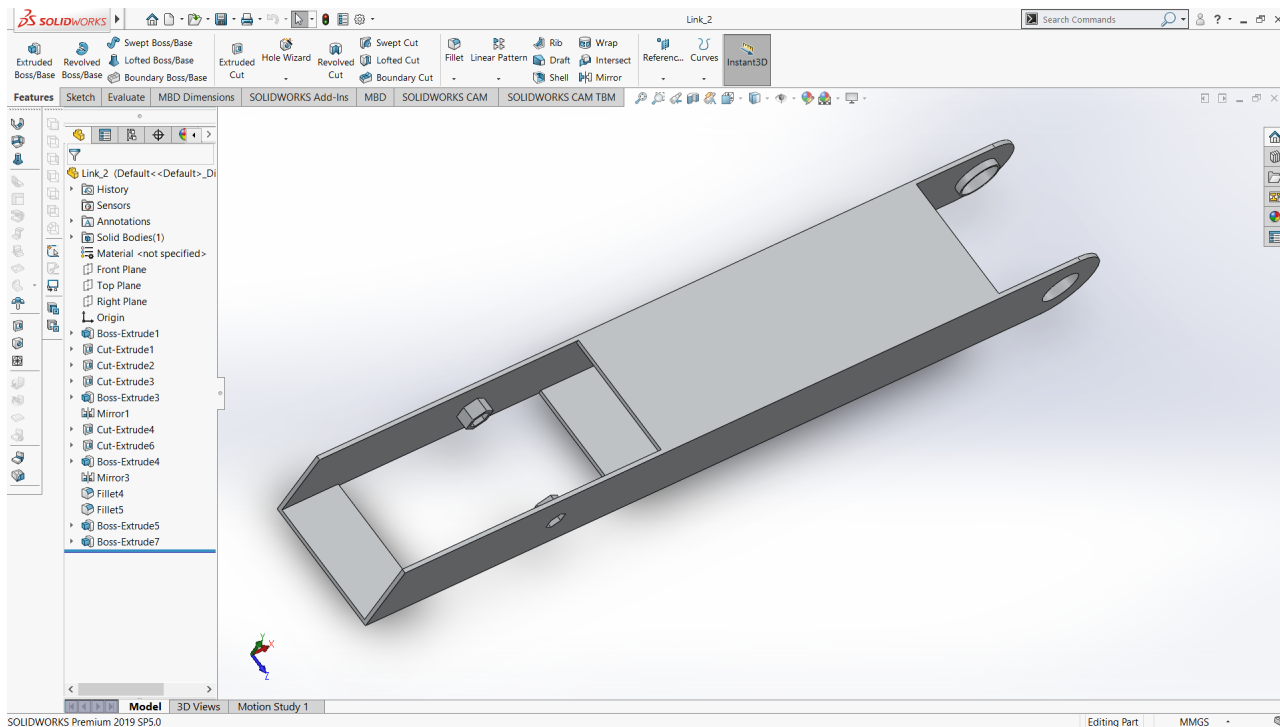 SOLIDWORKS
Link_2
Search Commands
?
Extruded Boss/Base
Revolved Boss/Base
Swept Boss/Base
Lofted Boss/Base
Boundary Boss/Base
Extruded Cut
Hole Wizard
Revolved Cut
Swept Cut
Lofted Cut
Boundary Cut
Fillet
Linear Pattern
Rib
Draft
Shell
Wrap
Intersect
Mirror
Referenc...
Curves
Instant3D
Features
Sketch
Evaluate
MBD Dimensions
SOLIDWORKS Add-Ins
MBD
SOLIDWORKS CAM
SOLIDWORKS CAM TBM
Link_2 (Default<<Default>_Di
History
Sensors
Annotations
Solid Bodies(1)
Material <not specified>
Front Plane
Top Plane
Right Plane
Origin
Boss-Extrude1
Cut-Extrude1
Cut-Extrude2
Cut-Extrude3
Boss-Extrude3
Mirror1
Cut-Extrude4
Cut-Extrude6
Boss-Extrude4
Mirror3
Fillet4
Fillet5
Boss-Extrude5
Boss-Extrude7
Y
X
Z
Model
3D Views
Motion Study 1
SOLIDWORKS Premium 2019 SP5.0
Editing Part
MMGS